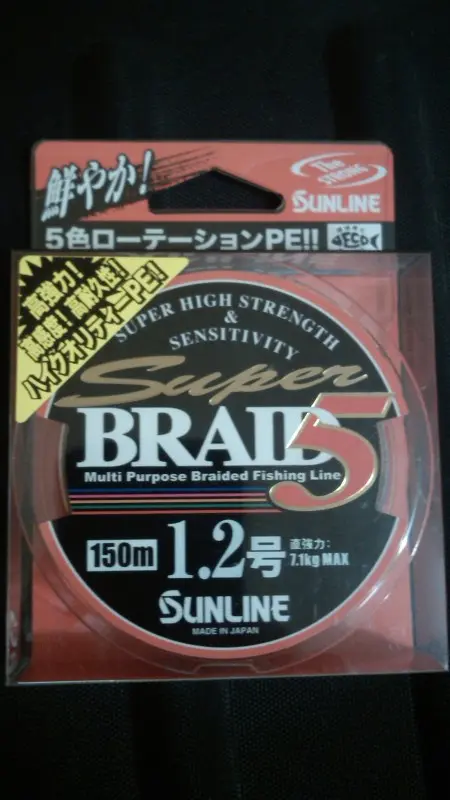 鮮やか!
The STRONG
SUNLINE
5色ローテーションPE!!
ECO
高強力!
高感度!高耐久性!
ハイクオリティーPE!!
SUPER HIGH STRENGTH
&
SENSITIVITY
Super
BRAID 5
Multi Purpose Braided Fishing Line
150m
1.2号
直強力:
7.1kg MAX
SUNLINE
MADE IN JAPAN